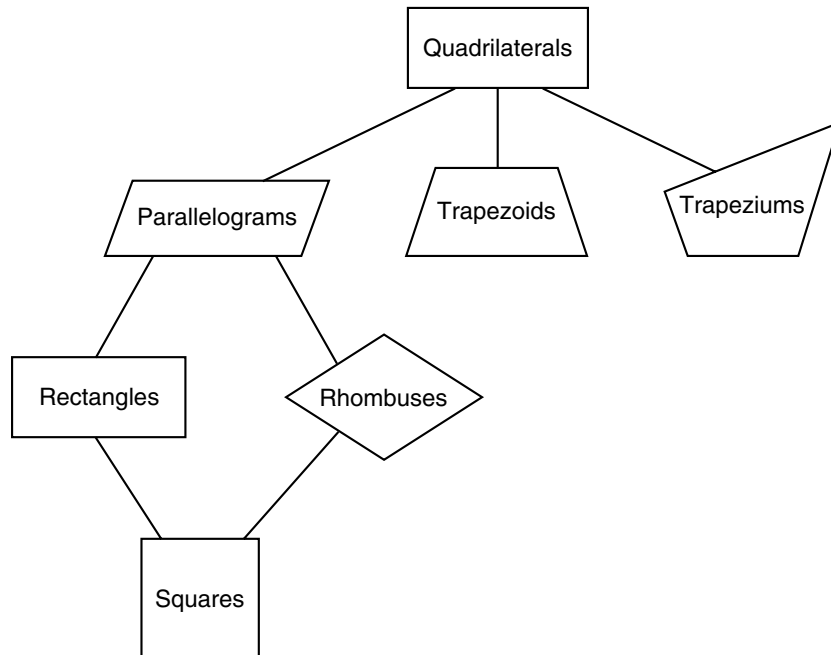 Quadrilaterals
Parallelograms
Trapezoids
Trapeziums
Rectangles
Rhombuses
Squares